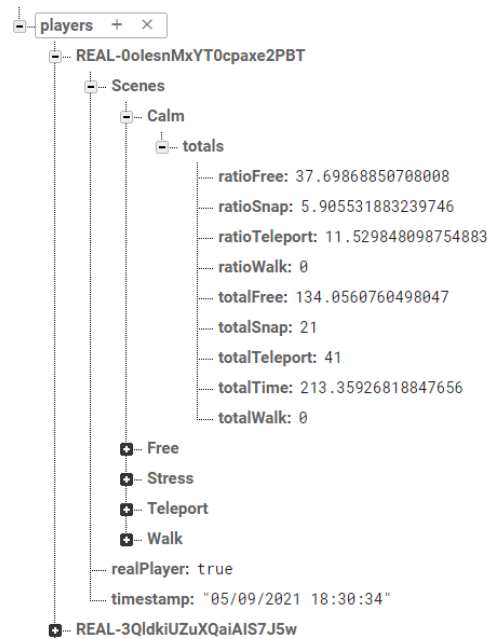 players + ×
REAL-0olesnMxYT0cpaxe2PBT
Scenes
Calm
totals
ratioFree: 37.69868850708008
ratioSnap: 5.905531883239746
ratioTeleport: 11.529848098754883
ratioWalk: 0
totalFree: 134.0560760498047
totalSnap: 21
totalTeleport: 41
totalTime: 213.35926818847656
totalWalk: 0
Free
Stress
Teleport
Walk
realPlayer: true
timestamp: "05/09/2021 18:30:34"
REAL-3QldkiUZuXQaiAIS7J5w